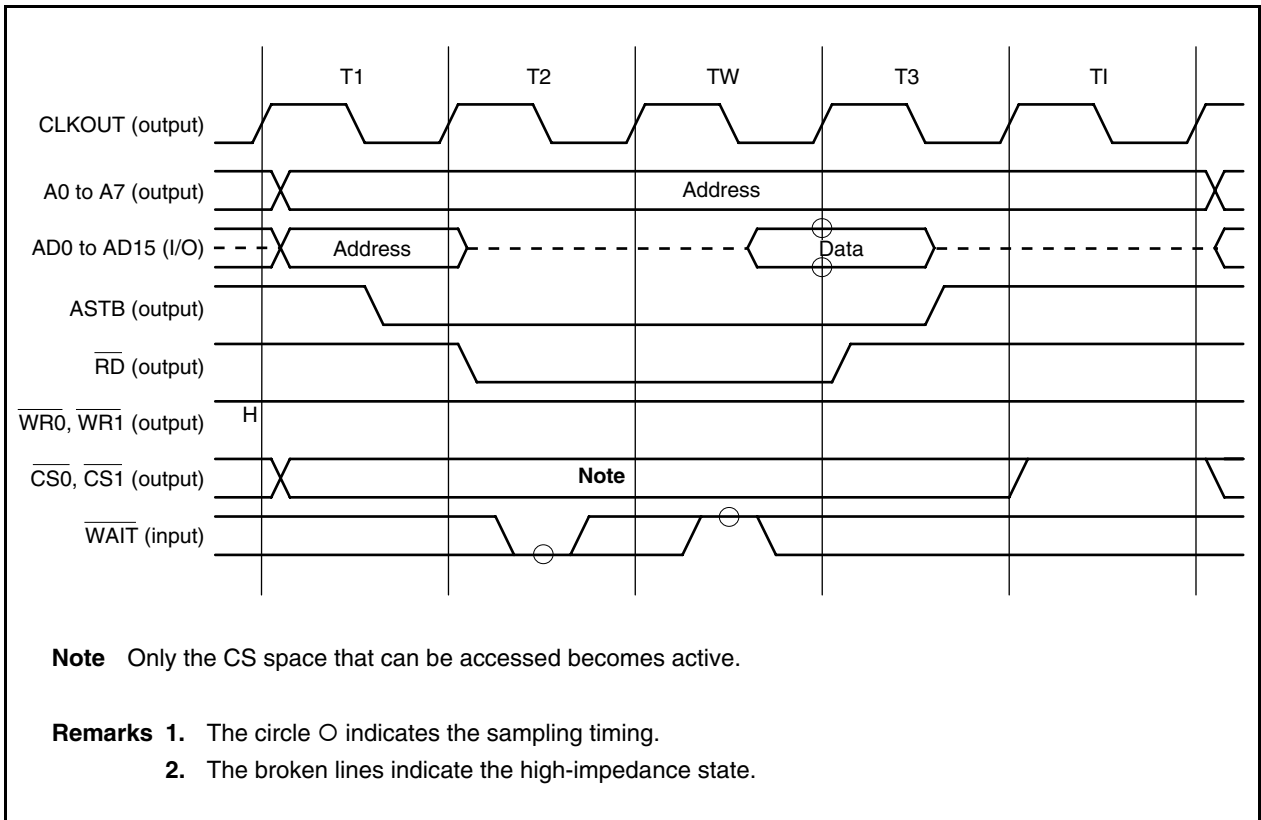 T1 T2 TW T3 TI
CLKOUT (output)
A0 to A7 (output) Address
AD0 to AD15 (I/O) Address Data
ASTB (output)
RD (output)
WR0, WR1 (output) H
CS0, CS1 (output) Note
WAIT (input)
Note Only the CS space that can be accessed becomes active.
Remarks 1. The circle O indicates the sampling timing.
2. The broken lines indicate the high-impedance state.